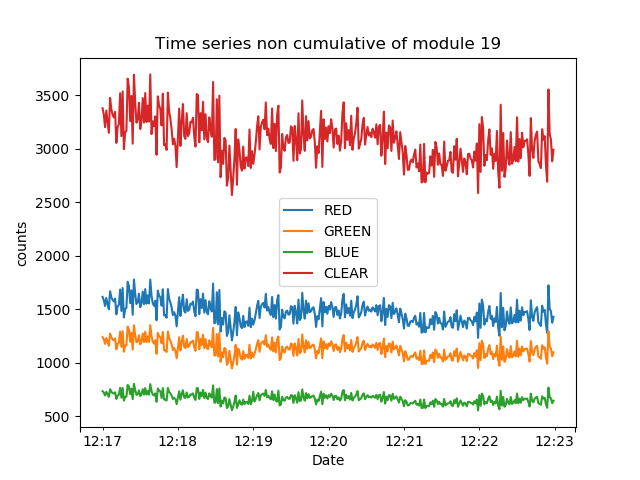 Time series non cumulative of module 19
counts
3500
3000
2500
2000
1500
1000
500
RED
GREEN
BLUE
CLEAR
12:17 12:18 12:19 12:20 12:21 12:22 12:23
Date